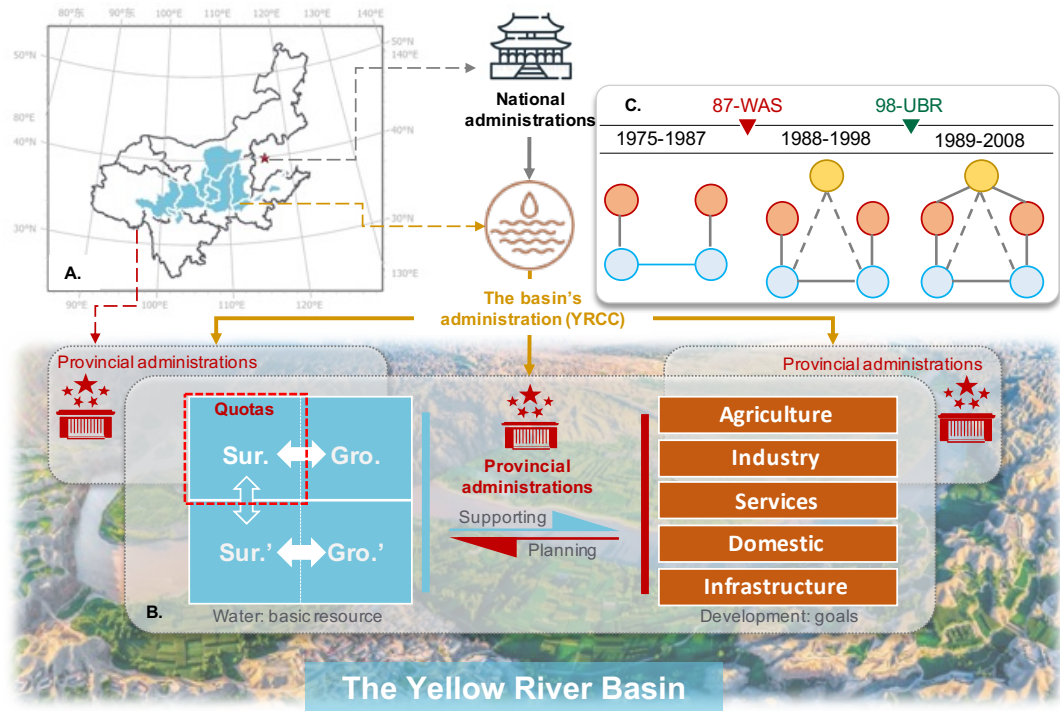 80°东 90°东 100°E 110°E 120°E 130°E 140°E
50°N
50°N
140°E
A.
80°E
40°N
40°N
30°N
30°N
130°E
90°E 100°E 110°E 120°E
National
administrations
C.
87-WAS
98-UBR
1975-1987
1988-1998
1989-2008
The basin's
administration (YRCC)
Provincial administrations
Provincial administrations
Quotas
Sur.
Gro.
Sur.’
Gro.’
B.
Water: basic resource
Provincial
administrations
Supporting
Planning
Agriculture
Industry
Services
Domestic
Infrastructure
Development: goals
The Yellow River Basin